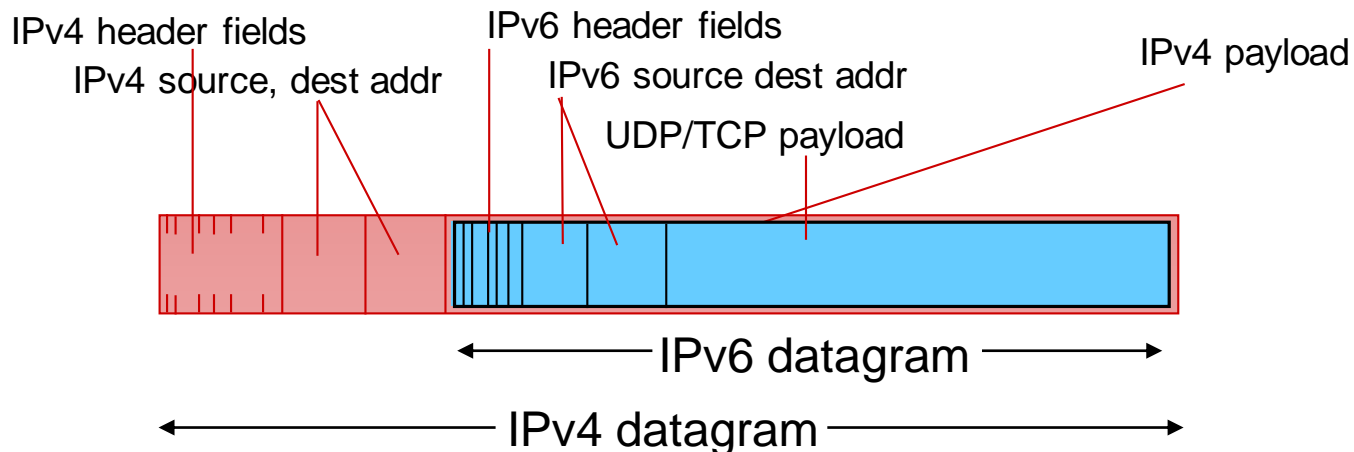 IPv4 header fields
IPv6 header fields
IPv4 payload
IPv4 source, dest addr
IPv6 source dest addr
UDP/TCP payload
IPv6 datagram
IPv4 datagram